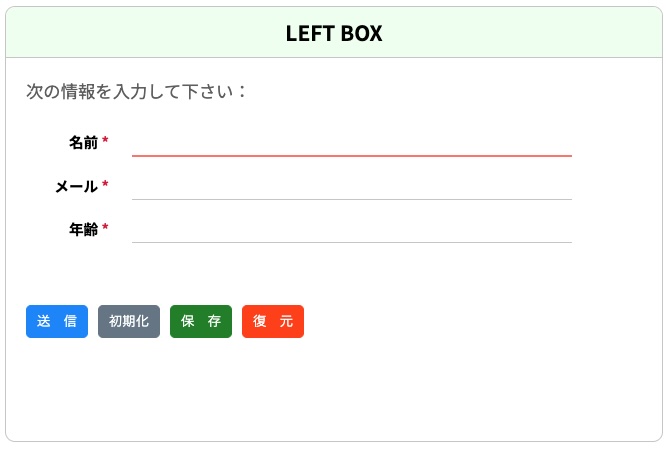 LEFT BOX
次の情報を入力して下さい：
名前 *
メール *
年齢 *
送　信 初期化 保　存 復　元